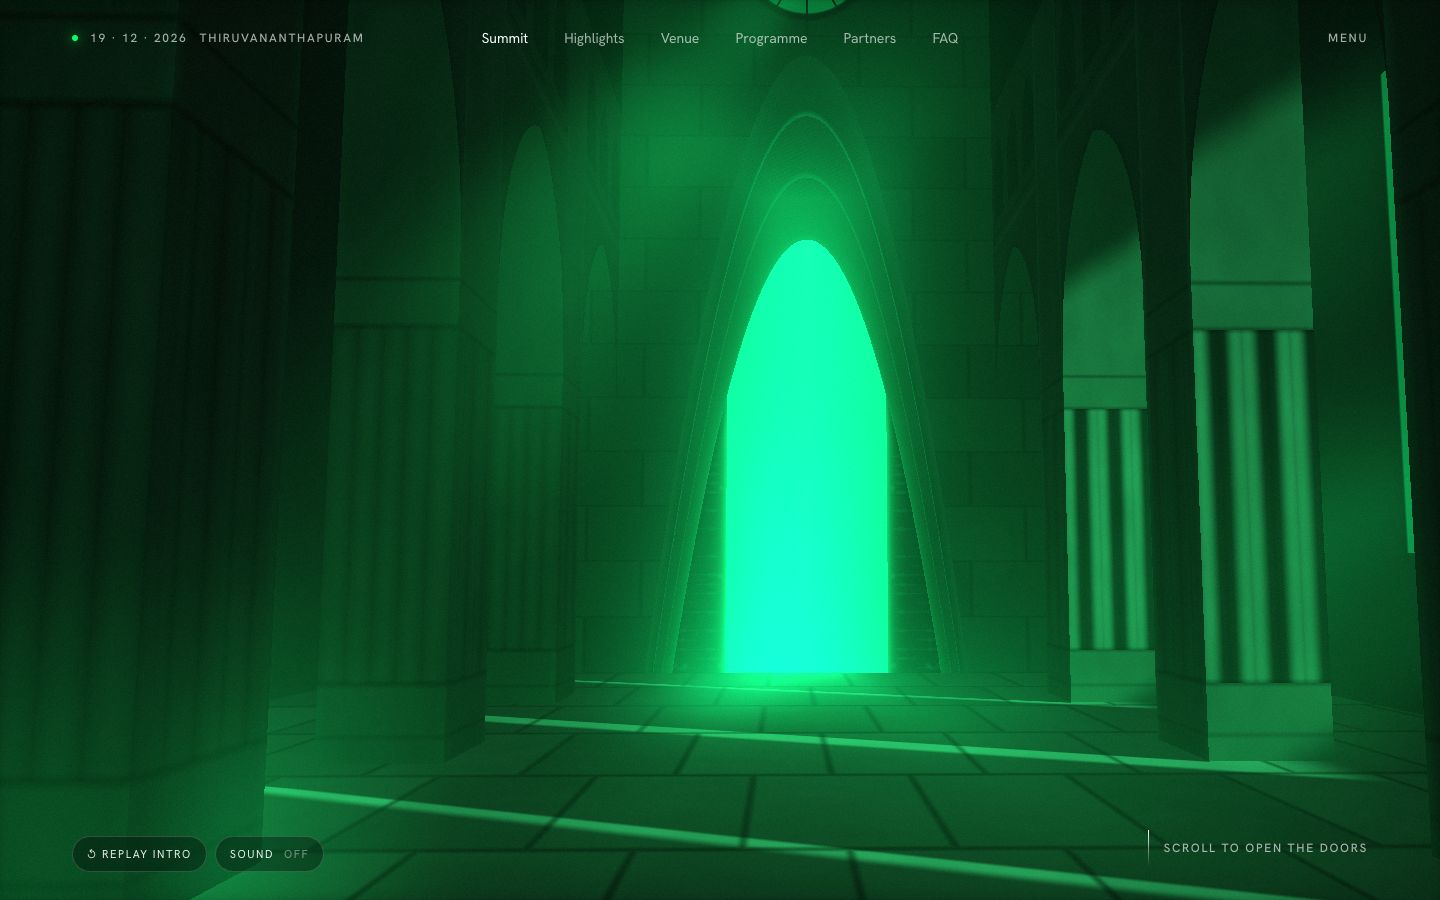 19 · 12 · 2026 THIRUVANANTHAPURAM
Summit
Highlights
Venue
Programme
Partners
FAQ
MENU
REPLAY INTRO
SOUND OFF
SCROLL TO OPEN THE DOORS